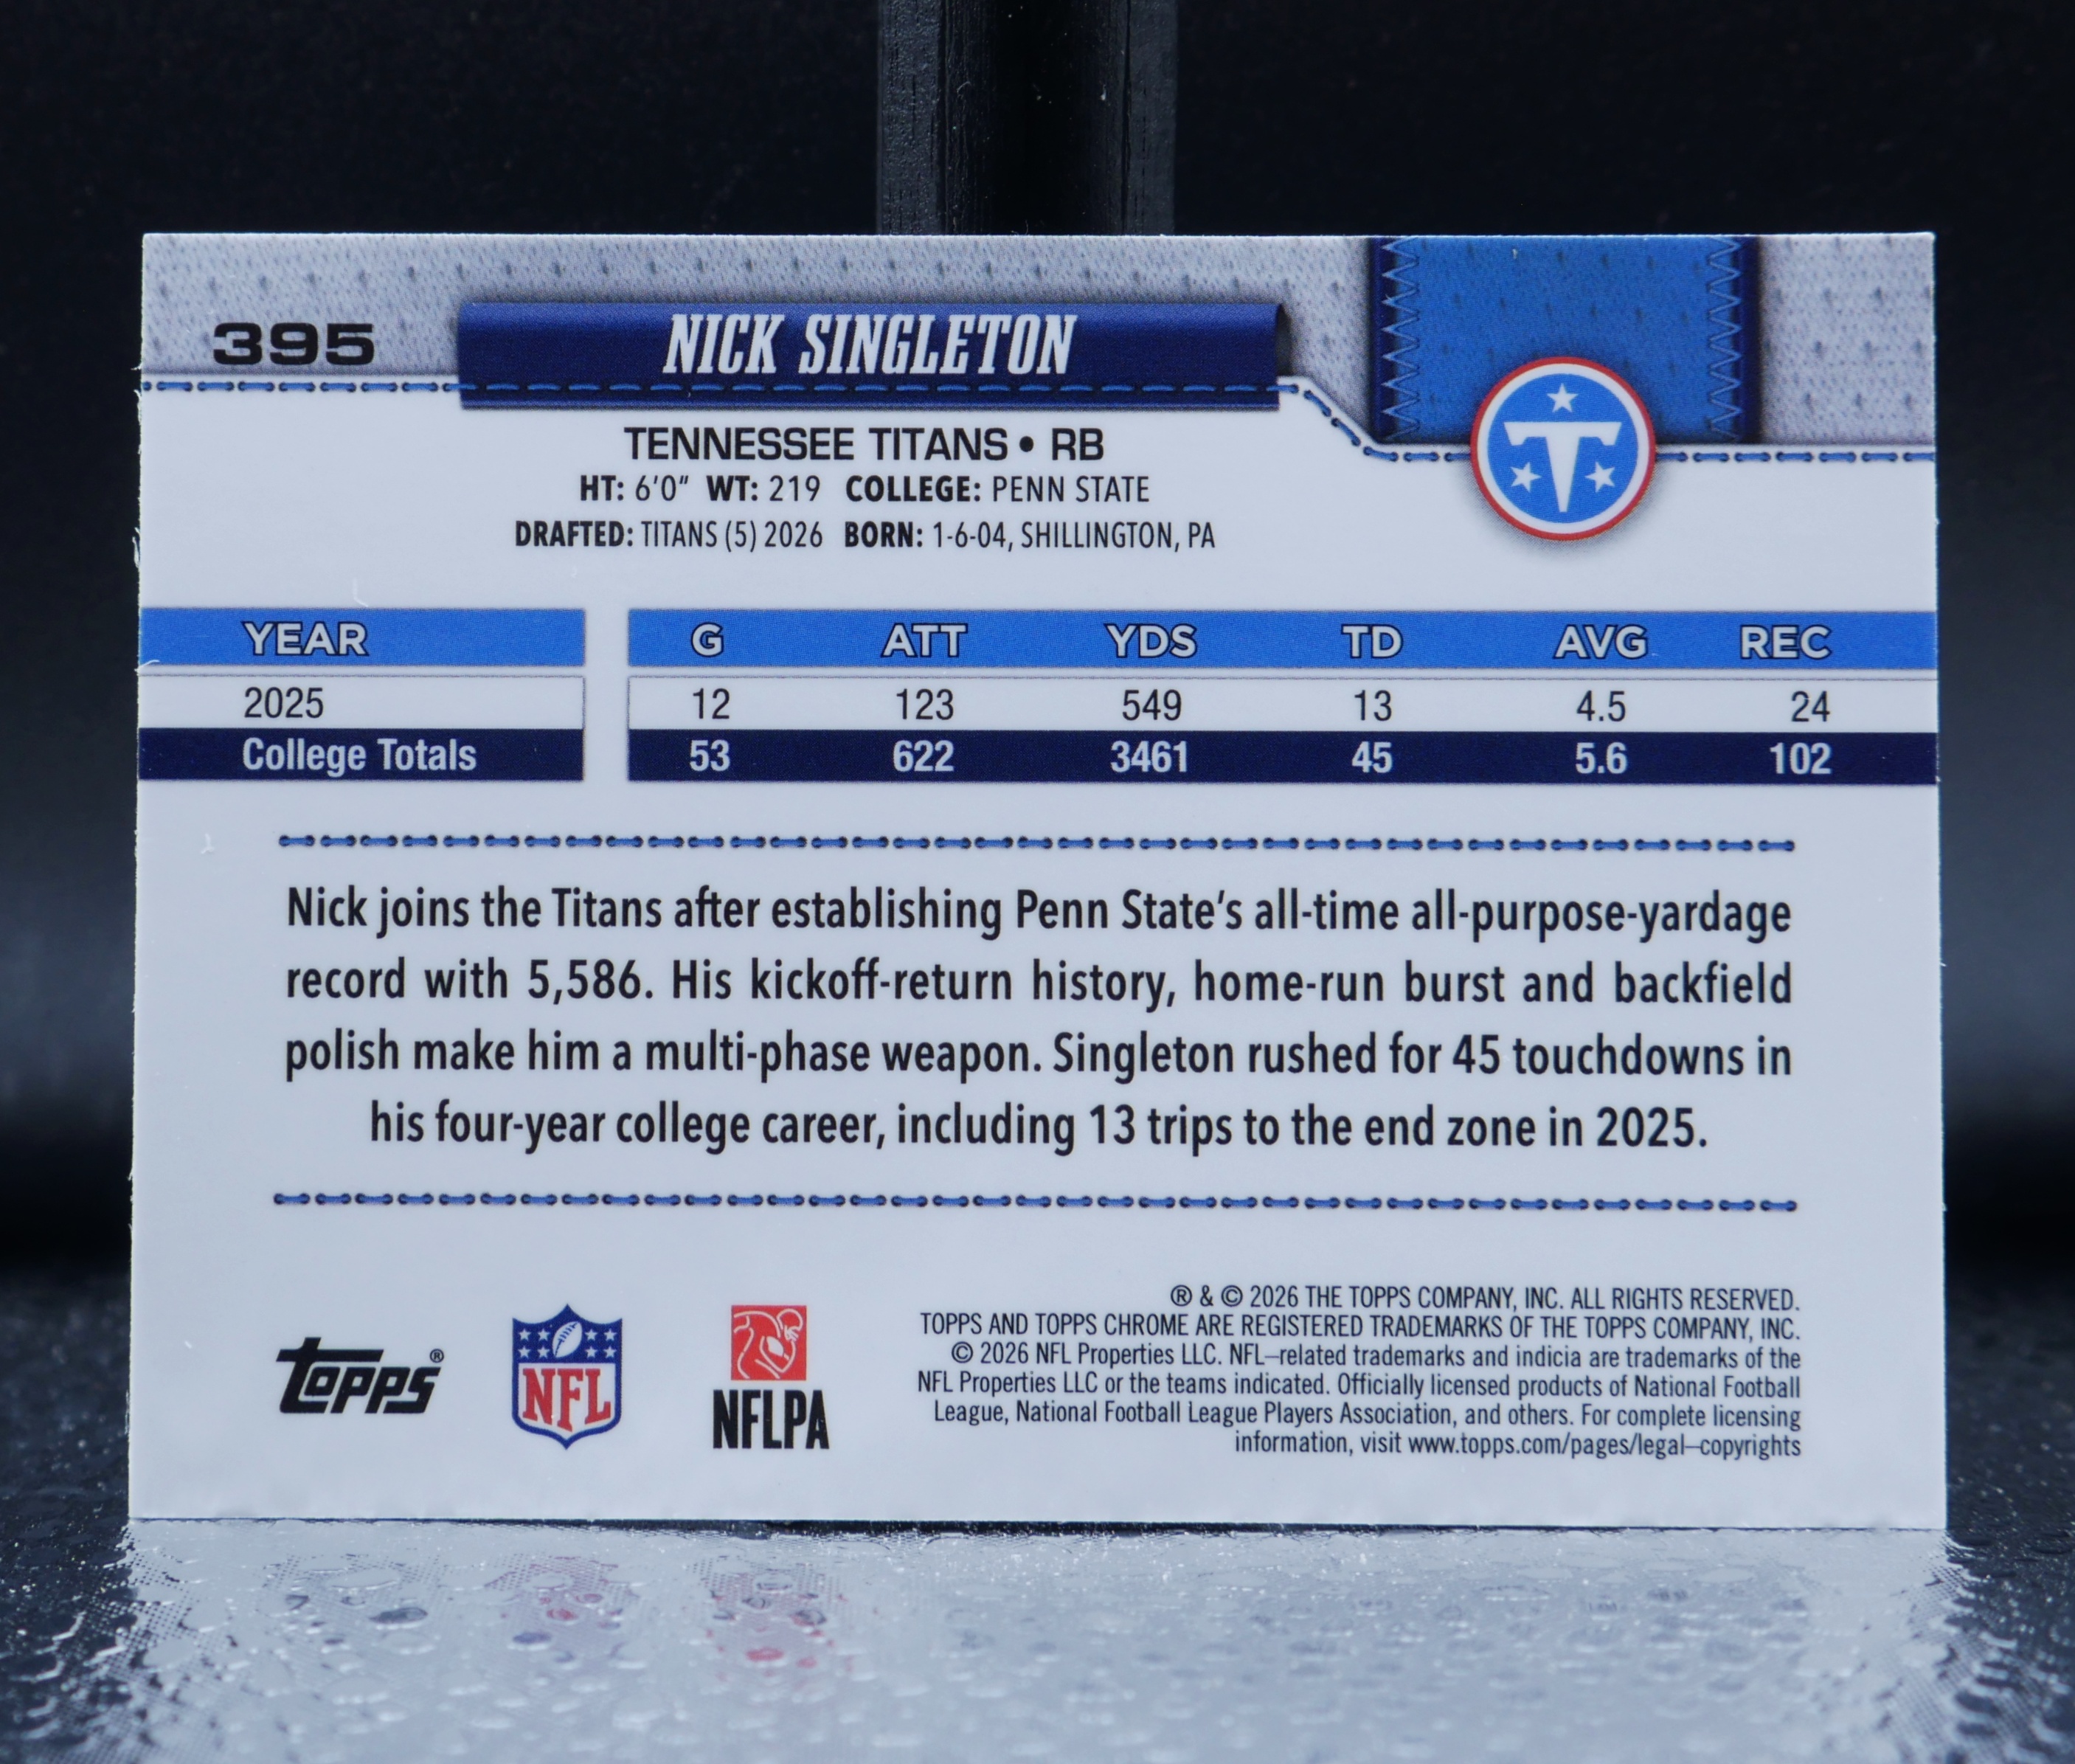 395
NICK SINGLETON
TENNESSEE TITANS • RB
HT: 6'0" WT: 219 COLLEGE: PENN STATE
DRAFTED: TITANS (5) 2026 BORN: 1-6-04, SHILLINGTON, PA
T
YEAR G ATT YDS TD AVG REC
2025 12 123 549 13 4.5 24
College Totals 53 622 3461 45 5.6 102
Nick joins the Titans after establishing Penn State's all-time all-purpose-yardage
record with 5,586. His kickoff-return history, home-run burst and backfield
polish make him a multi-phase weapon. Singleton rushed for 45 touchdowns in
his four-year college career, including 13 trips to the end zone in 2025.
® & © 2026 THE TOPPS COMPANY, INC. ALL RIGHTS RESERVED.
TOPPS AND TOPPS CHROME ARE REGISTERED TRADEMARKS OF THE TOPPS COMPANY, INC.
© 2026 NFL Properties LLC. NFL–related trademarks and indicia are trademarks of the
NFL Properties LLC or the teams indicated. Officially licensed products of National Football
League, National Football League Players Association, and others. For complete licensing
information, visit www.topps.com/pages/legal–copyrights
topps®
NFL
NFLPA